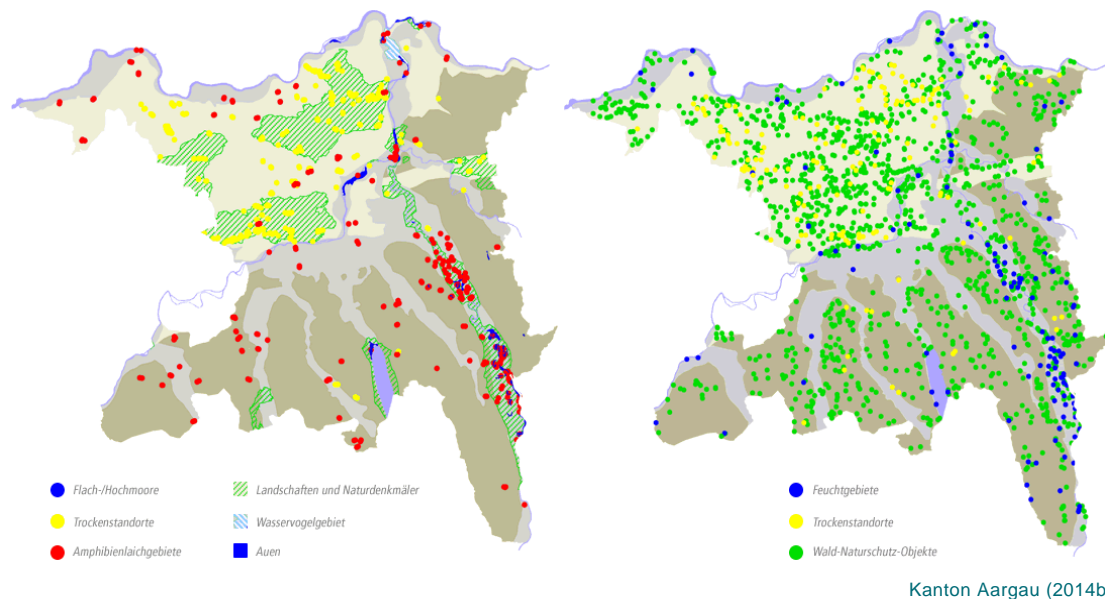 Flach-/Hochmoore
Trockenstandorte
Amphibienlaichgebiete
Landschaften und Naturdenkmäler
Wasservogelgebiet
Auen
Feuchtgebiete
Trockenstandorte
Wald-Naturschutz-Objekte
Kanton Aargau (2014b